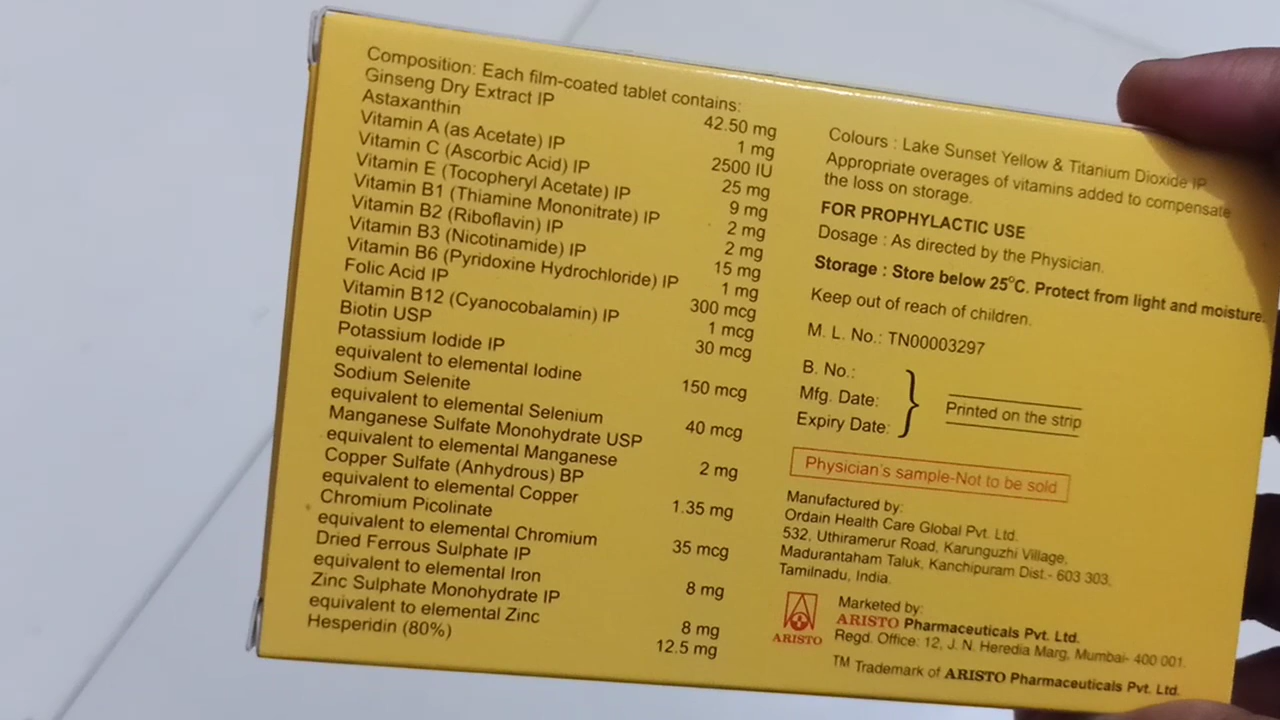 Composition: Each film-coated tablet contains:
Ginseng Dry Extract IP 42.50 mg
Astaxanthin 1 mg
Vitamin A (as Acetate) IP 2500 IU
Vitamin C (Ascorbic Acid) IP 25 mg
Vitamin E (Tocopheryl Acetate) IP 9 mg
Vitamin B1 (Thiamine Mononitrate) IP 2 mg
Vitamin B2 (Riboflavin) IP 2 mg
Vitamin B3 (Nicotinamide) IP 15 mg
Vitamin B6 (Pyridoxine Hydrochloride) IP 1 mg
Folic Acid IP 300 mcg
Vitamin B12 (Cyanocobalamin) IP 1 mcg
Biotin USP 30 mcg
Potassium Iodide IP
equivalent to elemental Iodine 150 mcg
Sodium Selenite
equivalent to elemental Selenium 40 mcg
Manganese Sulfate Monohydrate USP
equivalent to elemental Manganese 2 mg
Copper Sulfate (Anhydrous) BP
equivalent to elemental Copper 1.35 mg
Chromium Picolinate
equivalent to elemental Chromium 35 mcg
Dried Ferrous Sulphate IP
equivalent to elemental Iron 8 mg
Zinc Sulphate Monohydrate IP
equivalent to elemental Zinc 8 mg
Hesperidin (80%) 12.5 mg
Colours : Lake Sunset Yellow & Titanium Dioxide IP
Appropriate overages of vitamins added to compensate
the loss on storage.
FOR PROPHYLACTIC USE
Dosage : As directed by the Physician.
Storage : Store below 25°C. Protect from light and moisture.
Keep out of reach of children.
M. L. No.: TN00003297
B. No.:
Mfg. Date:
Expiry Date:
Printed on the strip
Physician's sample-Not to be sold
Manufactured by:
Ordain Health Care Global Pvt. Ltd.
532, Uthiramerur Road, Karunguzhi Village,
Madurantaham Taluk, Kanchipuram Dist.- 603 303,
Tamilnadu, India.
ARISTO
Marketed by:
ARISTO Pharmaceuticals Pvt. Ltd.
Regd. Office: 12, J. N. Heredia Marg, Mumbai- 400 001.
TM Trademark of ARISTO Pharmaceuticals Pvt. Ltd.